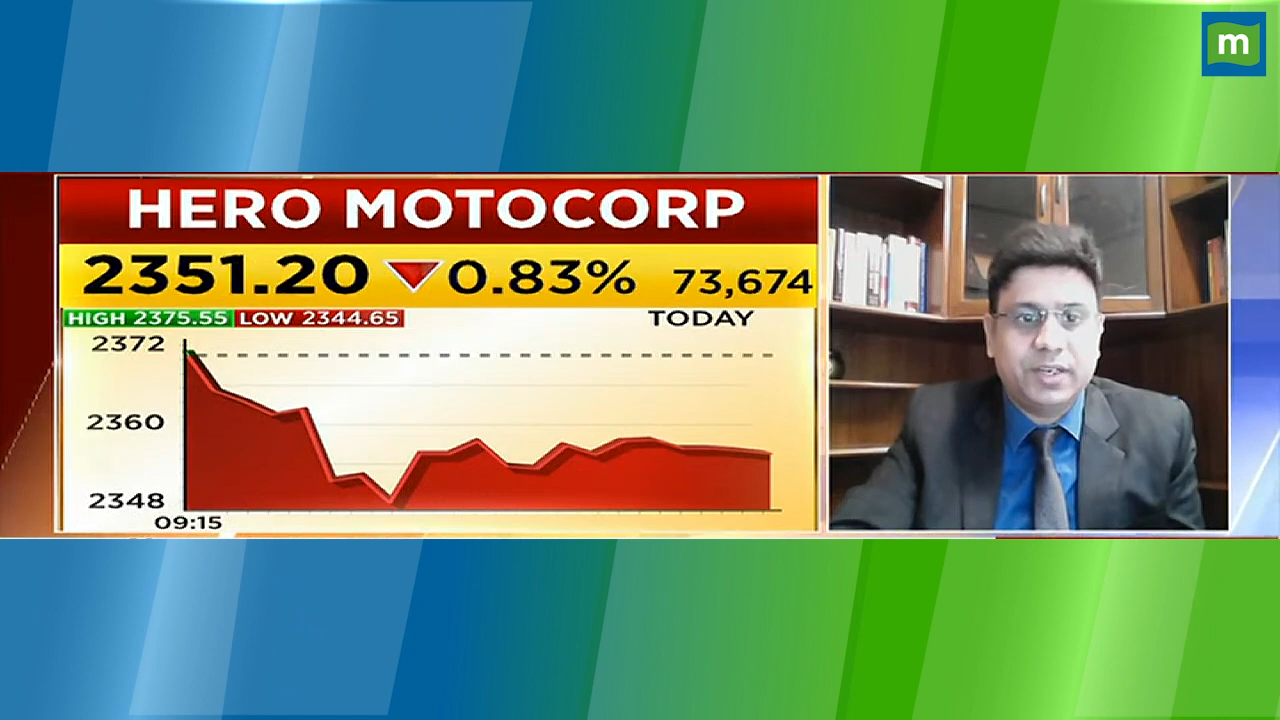 m
HERO MOTOCORP
2351.20 ▼0.83% 73,674
HIGH 2375.55 LOW 2344.65 TODAY
2372
2360
2348
09:15